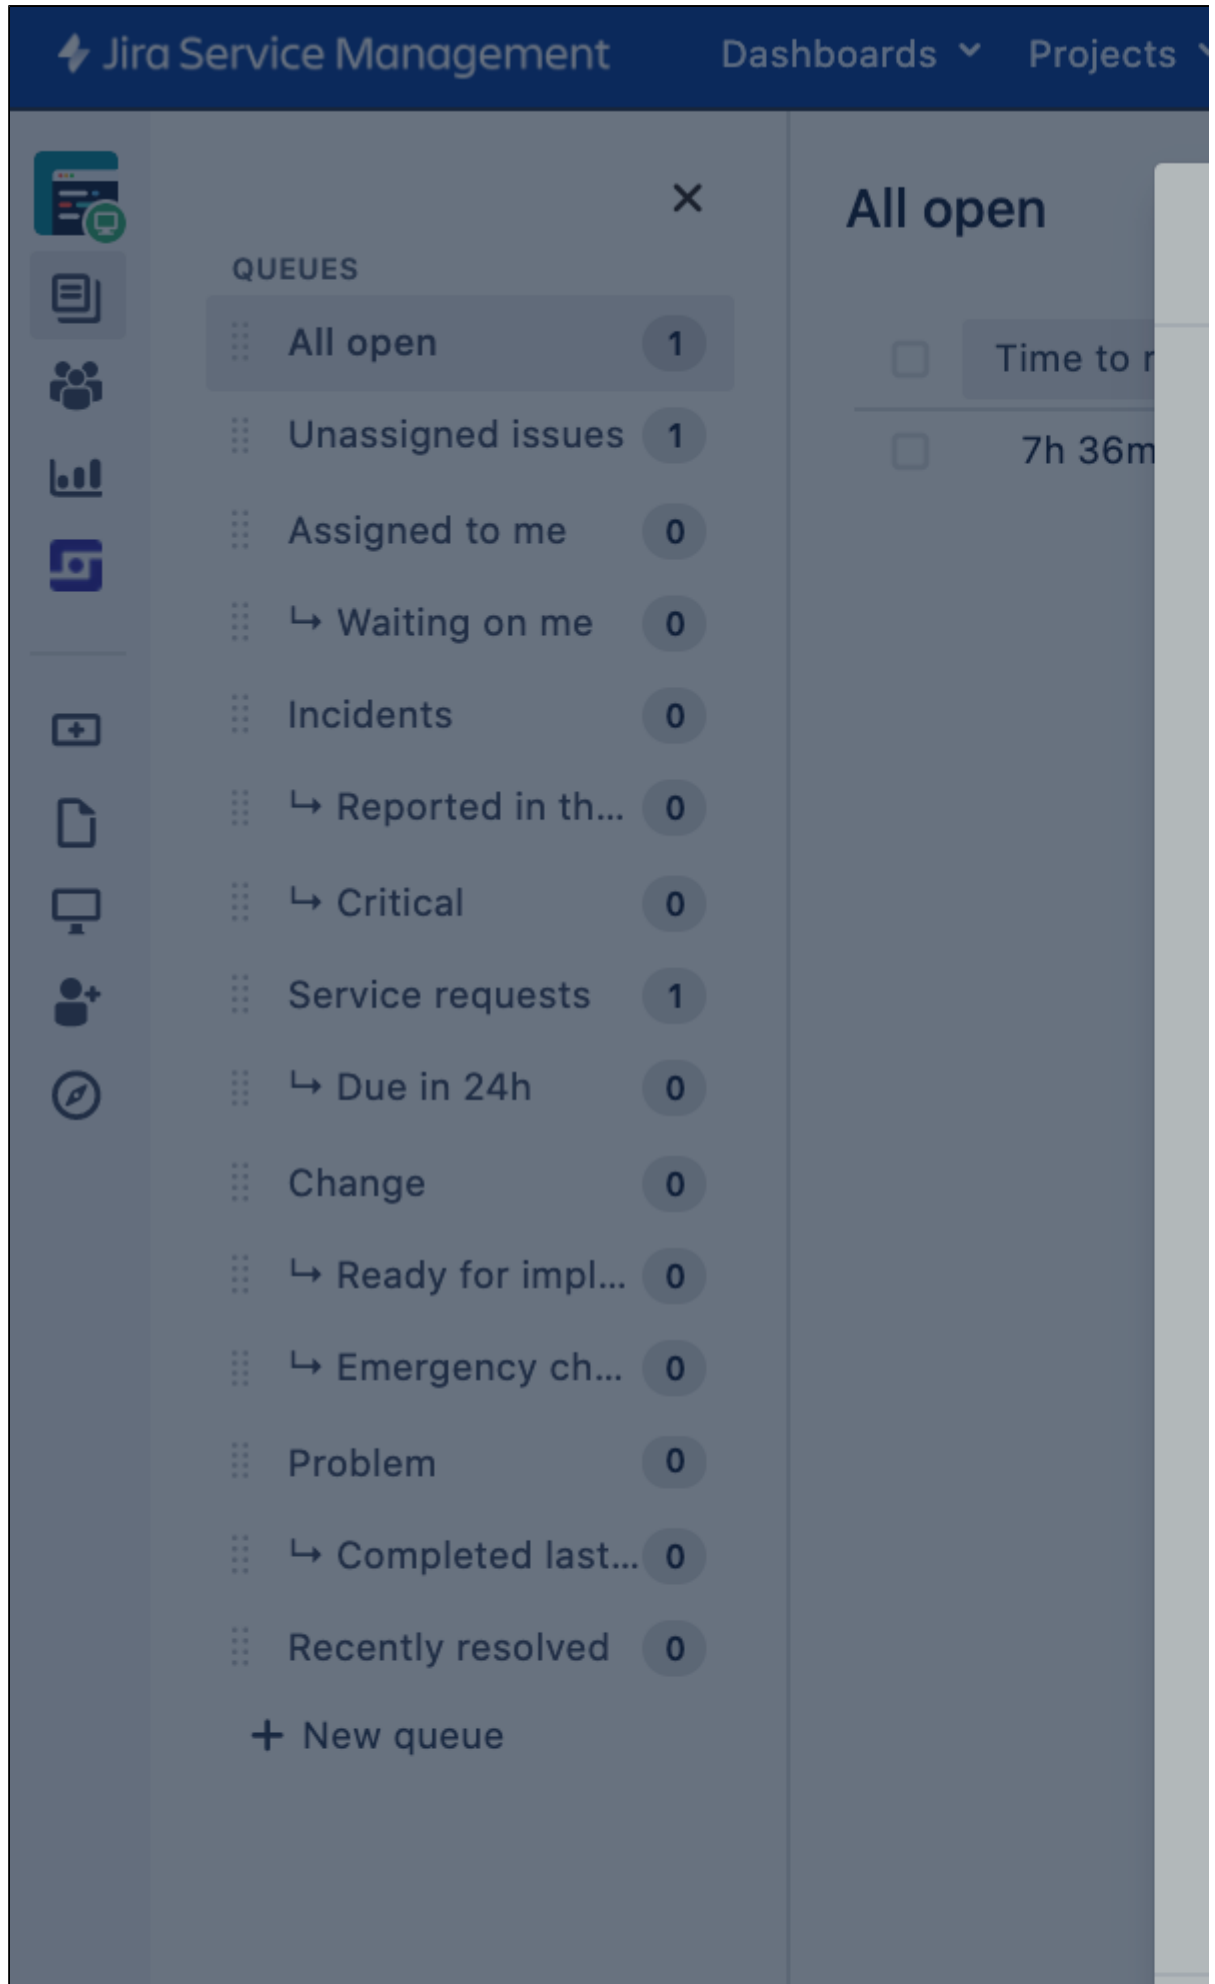 Jira Service Management Dashboards Projects
QUEUES
All open 1
Unassigned issues 1
Assigned to me 0
Waiting on me 0
Incidents 0
Reported in th... 0
Critical 0
Service requests 1
Due in 24h 0
Change 0
Ready for impl... 0
Emergency ch... 0
Problem 0
Completed last... 0
Recently resolved 0
+ New queue
All open
Time to r
7h 36m